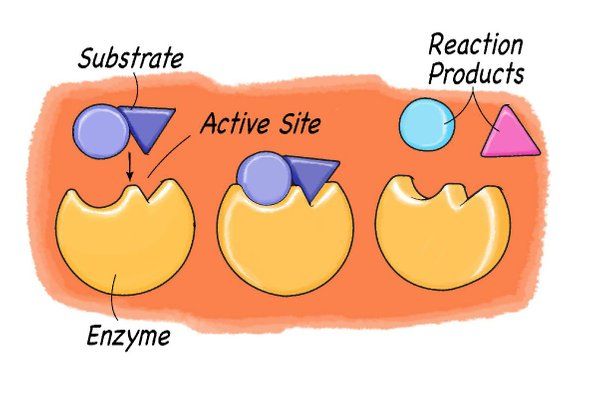 Substrate
Reaction
Products
Active Site
Enzyme